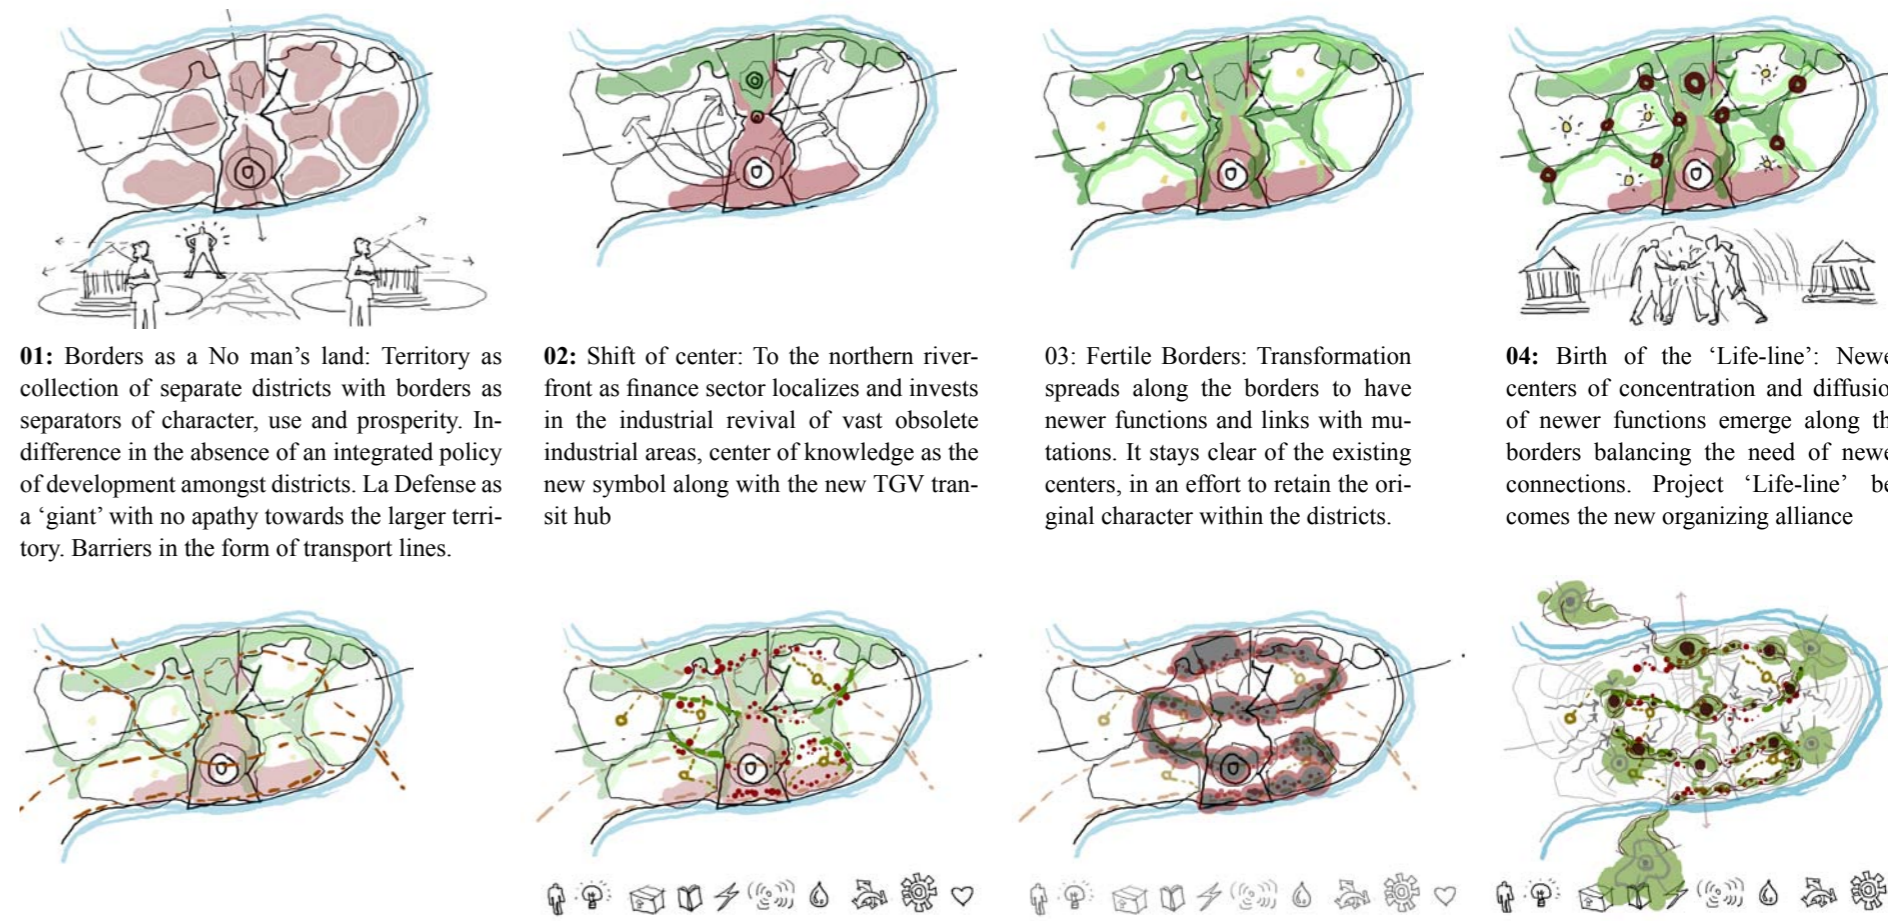 01: Borders as a No man’s land: Territory as
collection of separate districts with borders as
separators of character, use and prosperity. In-
difference in the absence of an integrated policy
of development amongst districts. La Defense as
a ‘giant’ with no apathy towards the larger terri-
tory. Barriers in the form of transport lines.
02: Shift of center: To the northern river-
front as finance sector localizes and invests
in the industrial revival of vast obsolete
industrial areas, center of knowledge as the
new symbol along with the new TGV tran-
sit hub
03: Fertile Borders: Transformation
spreads along the borders to have
newer functions and links with mu-
tations. It stays clear of the existing
centers, in an effort to retain the ori-
ginal character within the districts.
04: Birth of the ‘Life-line’: Newe
centers of concentration and diffusio
of newer functions emerge along th
borders balancing the need of newe
connections. Project ‘Life-line’ be
comes the new organizing alliance